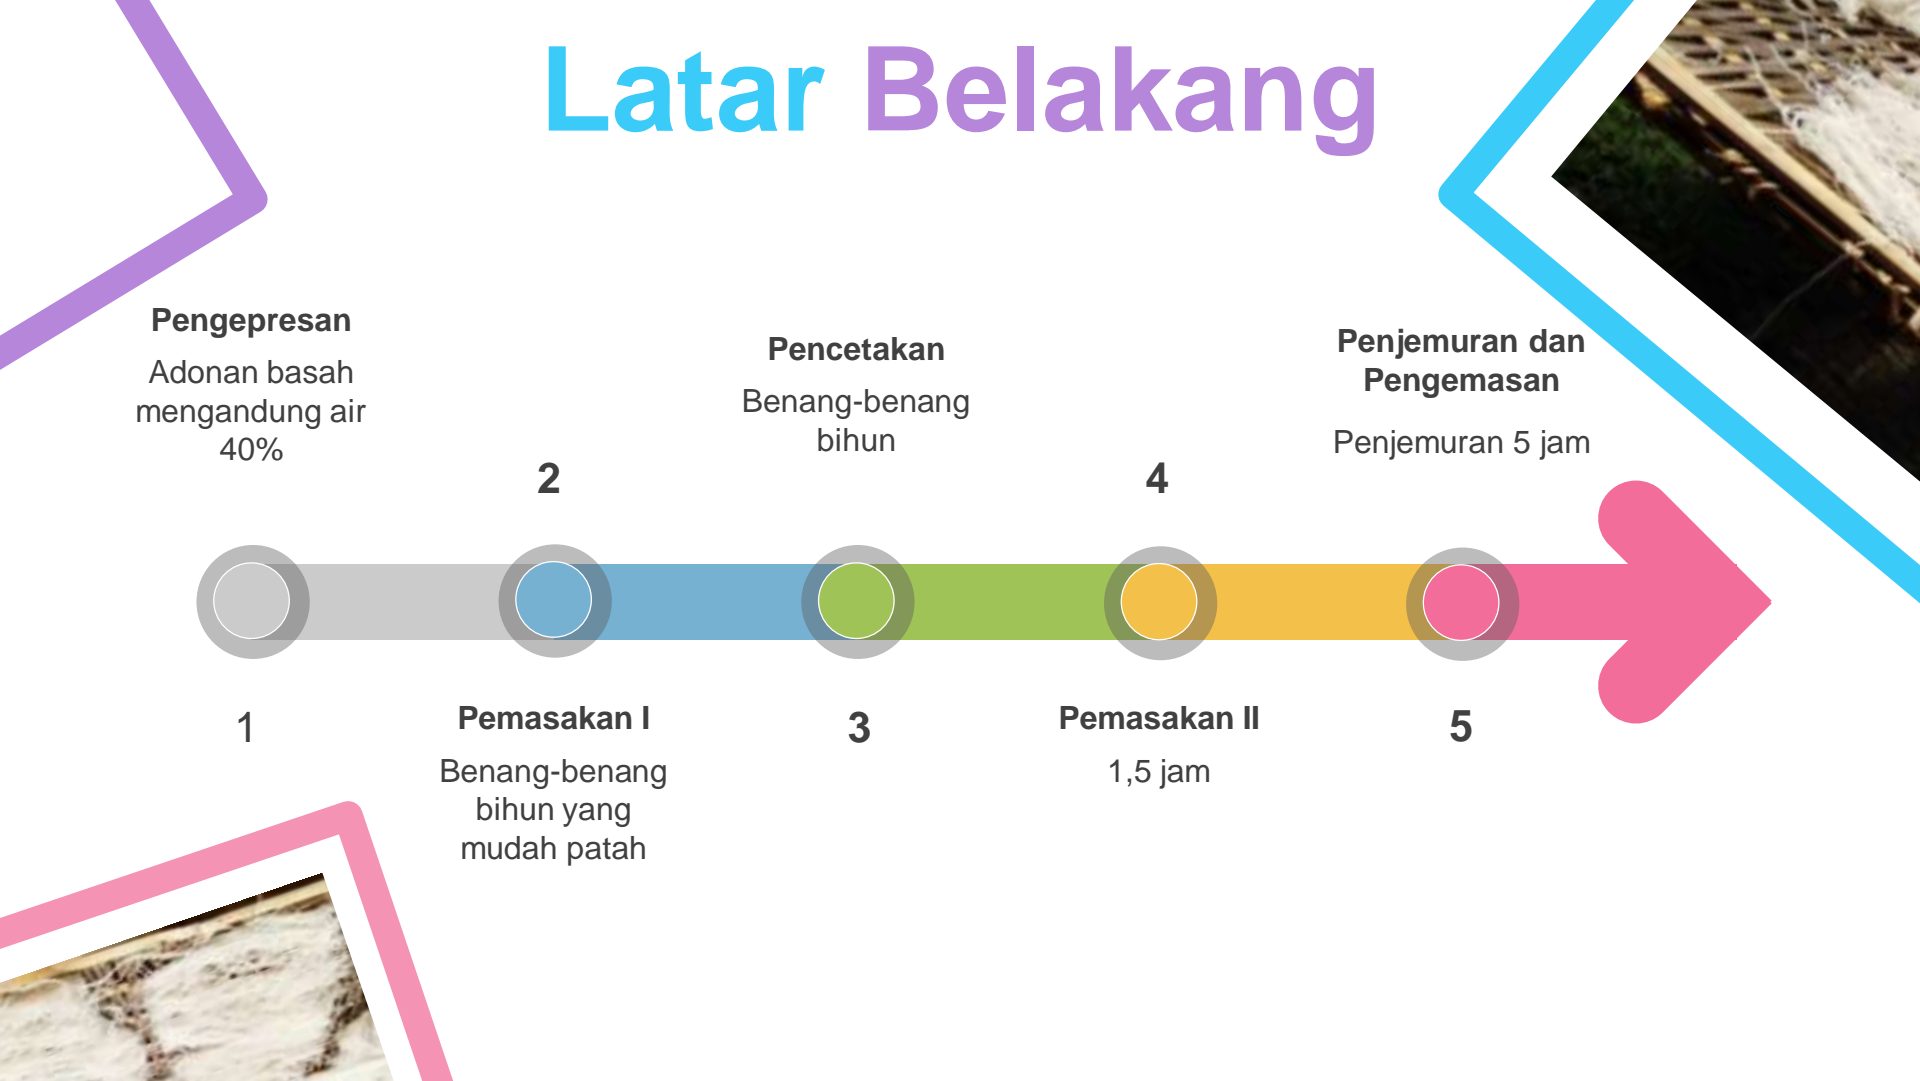 Latar Belakang
Pengepresan
Adonan basah
mengandung air
40%
1
2
Pemasakan I
Benang-benang
bihun yang
mudah patah
Pencetakan
Benang-benang
bihun
3
4
Pemasakan II
1,5 jam
Penjemuran dan
Pengemasan
Penjemuran 5 jam
5